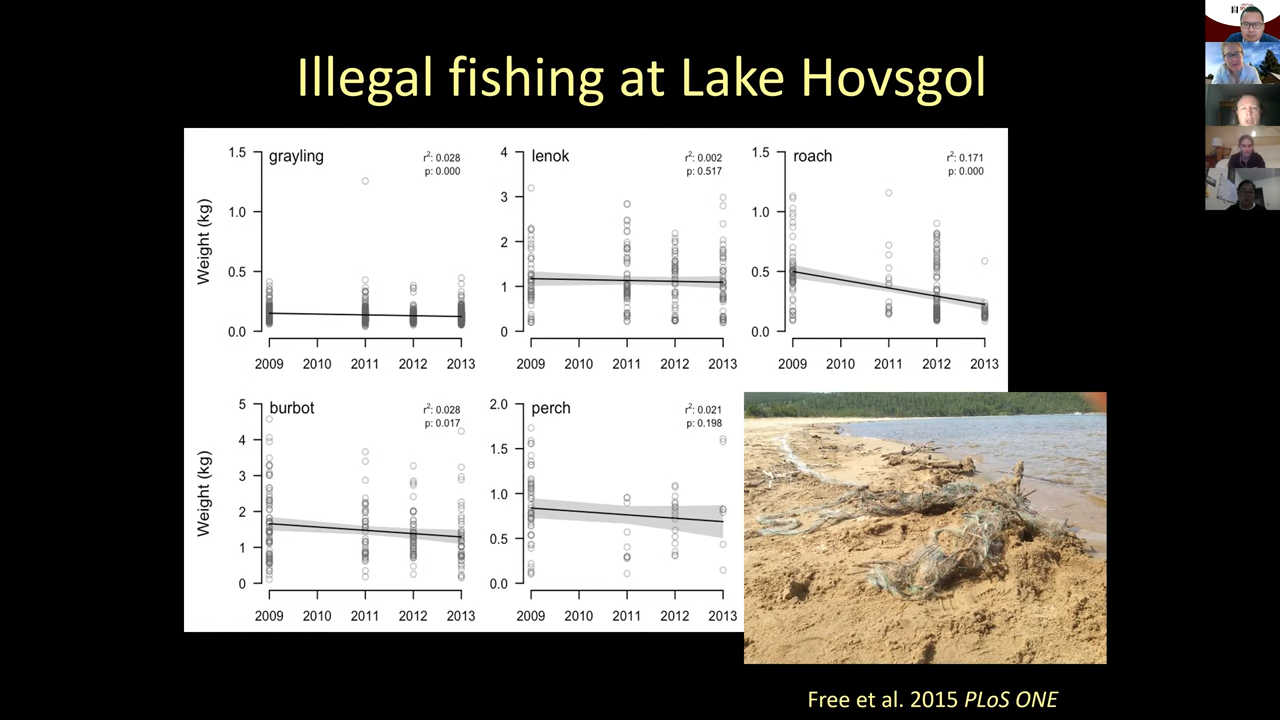 Illegal fishing at Lake Hovsgol
grayling
r²: 0.028
p: 0.000
Weight (kg)
1.5
1.0
0.5
0.0
2009 2010 2011 2012 2013
lenok
r²: 0.002
p: 0.517
4
3
2
1
0
2009 2010 2011 2012 2013
roach
r²: 0.171
p: 0.000
1.5
1.0
0.5
0.0
2009 2010 2011 2012 2013
burbot
r²: 0.028
p: 0.017
Weight (kg)
5
4
3
2
1
0
2009 2010 2011 2012 2013
perch
r²: 0.021
p: 0.198
2.0
1.5
1.0
0.5
0.0
2009 2010 2011 2012 2013
Free et al. 2015 PLoS ONE